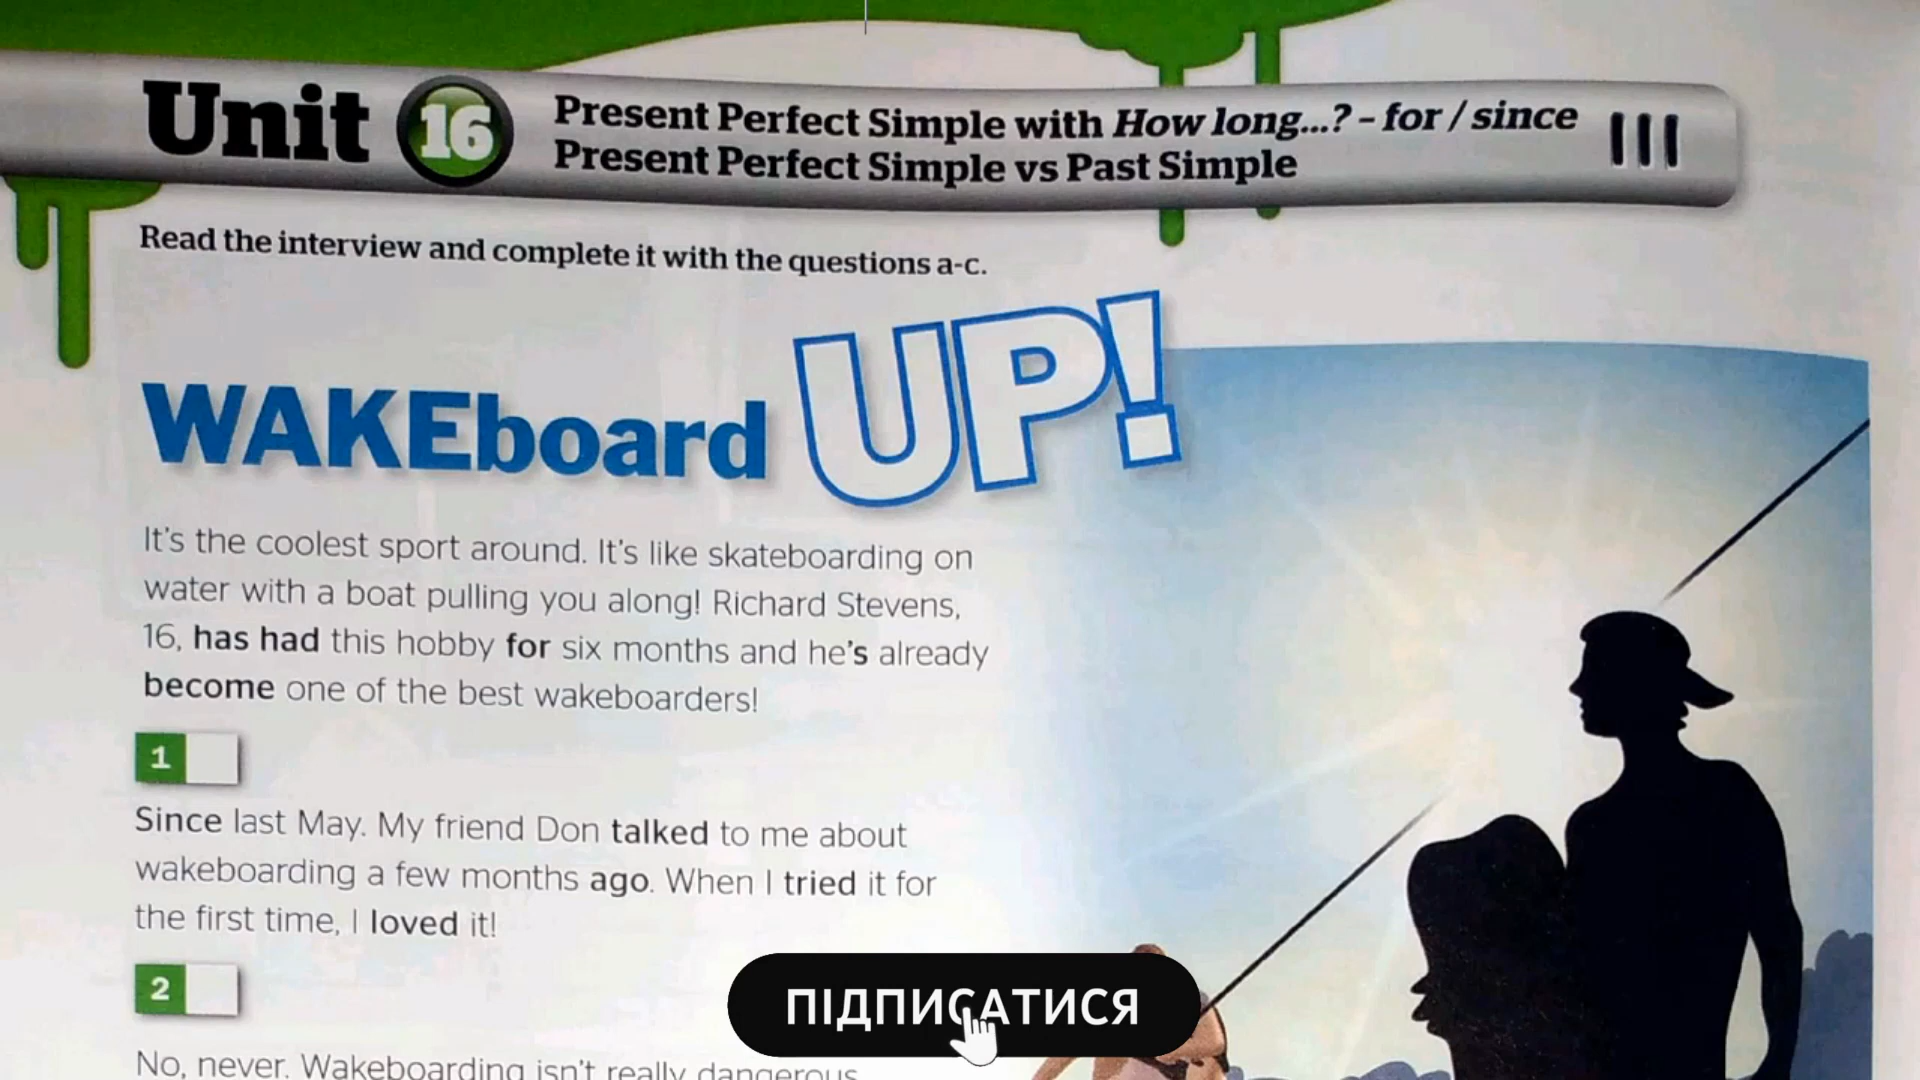 Unit 16
Present Perfect Simple with How long...? – for / since
Present Perfect Simple vs Past Simple
Read the interview and complete it with the questions a-c.
WAKEboard UP!
It's the coolest sport around. It's like skateboarding on
water with a boat pulling you along! Richard Stevens,
16, has had this hobby for six months and he's already
become one of the best wakeboarders!
1
Since last May. My friend Don talked to me about
wakeboarding a few months ago. When I tried it for
the first time, I loved it!
2
No, never. Wakeboarding isn't really dangerous
ПІДПИСАТИСЯ